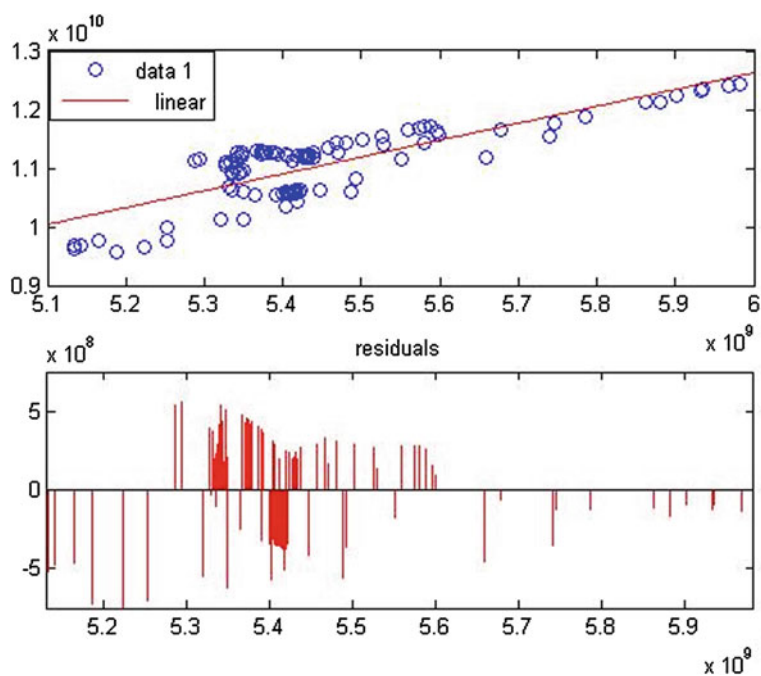 x 10^10
1.3
1.2
1.1
1
0.9
data 1
linear
5.1 5.2 5.3 5.4 5.5 5.6 5.7 5.8 5.9 6
x 10^9
x 10^8
residuals
5
0
-5
5.2 5.3 5.4 5.5 5.6 5.7 5.8 5.9
x 10^9